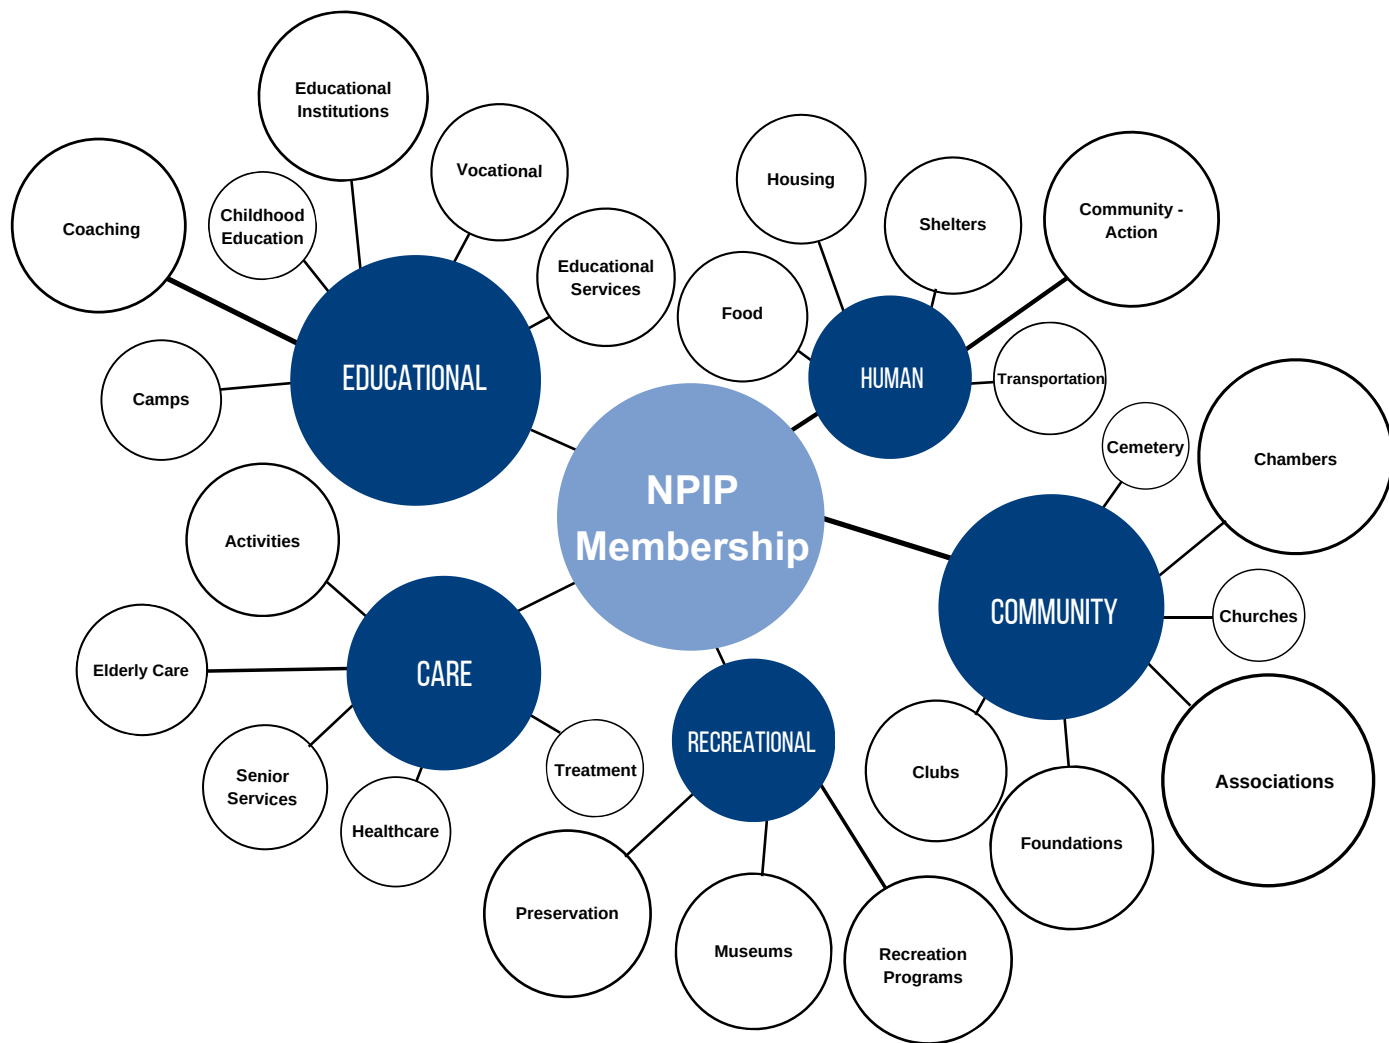 Educational
Institutions
Vocational
Coaching
Childhood
Education
Educational
Services
Camps
EDUCATIONAL
Housing
Shelters
Community -
Action
Food
HUMAN
Transportation
NPIP
Membership
Cemetery
Chambers
COMMUNITY
Churches
Clubs
Foundations
Associations
Activities
Elderly Care
CARE
Senior
Services
Healthcare
Treatment
RECREATIONAL
Preservation
Museums
Recreation
Programs